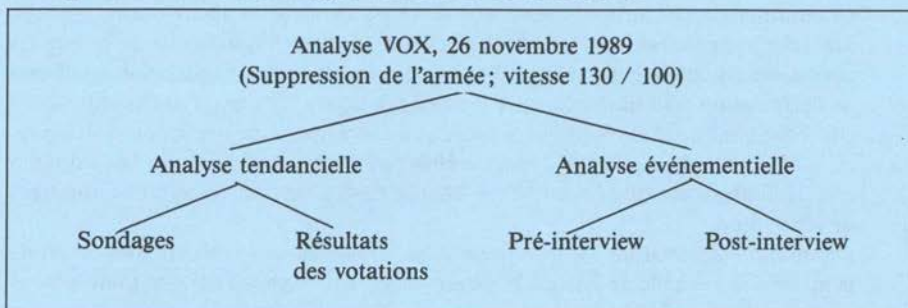 Analyse VOX, 26 novembre 1989
(Suppression de l'armée; vitesse 130 / 100)
Analyse tendancielle
Analyse événementielle
Sondages
Résultats
des votations
Pré-interview
Post-interview